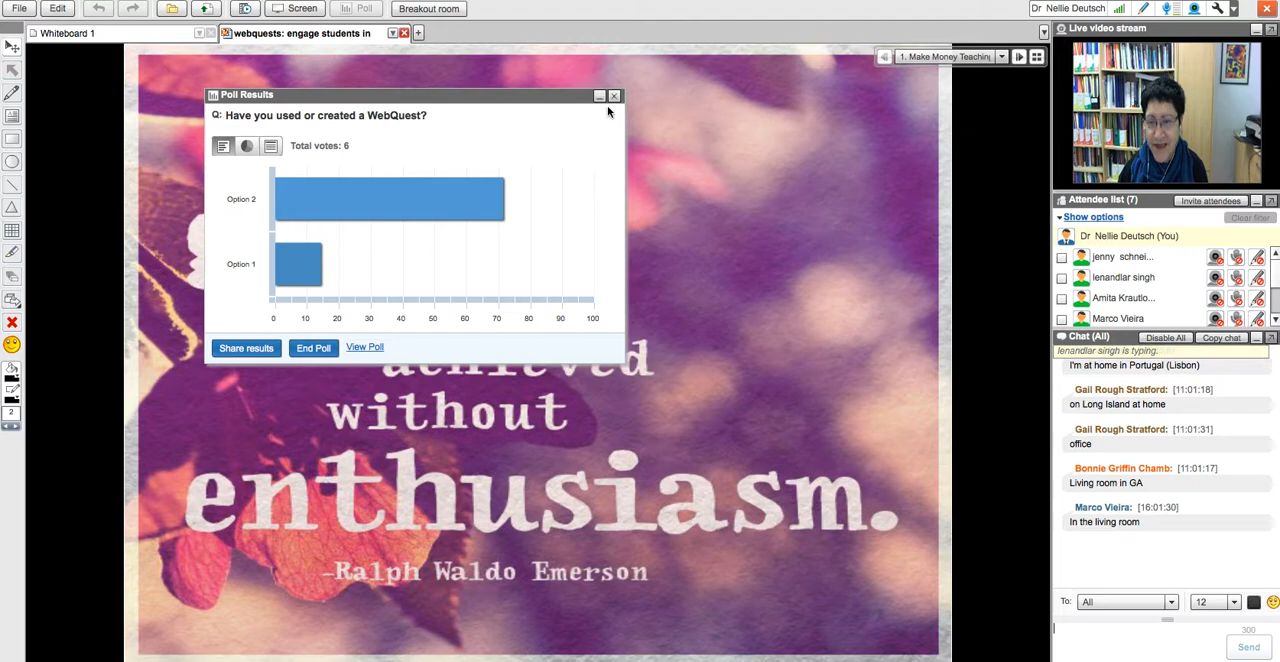 File
Edit
Screen
Poll
Breakout room
Dr Nellie Deutsch
Whiteboard 1
webquests: engage students in
1. Make Money Teaching
Live video stream
Poll Results
Q: Have you used or created a WebQuest?
Total votes: 6
Option 2
Option 1
0 10 20 30 40 50 60 70 80 90 100
Share results
End Poll
View Poll
achieved
without
enthusiasm.
-Ralph Waldo Emerson
Attendee list (7)
Invite attendees
Show options
Clear filter
Dr Nellie Deutsch (You)
jenny schnei...
lenandlar singh
Amita Krautlo...
Marco Vieira
Chat (All)
Disable All
Copy chat
lenandlar singh is typing.
I'm at home in Portugal (Lisbon)
Gail Rough Stratford: [11:01:18]
on Long Island at home
Gail Rough Stratford: [11:01:31]
office
Bonnie Griffin Chamb: [11:01:17]
Living room in GA
Marco Vieira: [16:01:30]
In the living room
To:
All
12
2
300
Send